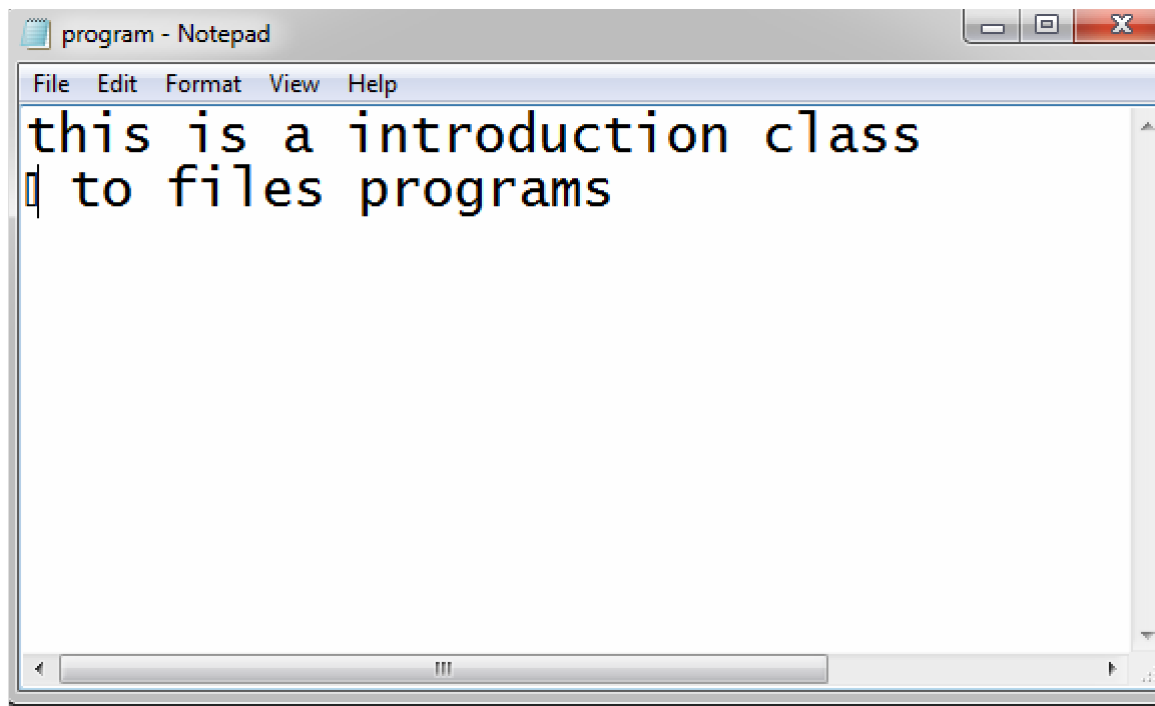 program - Notepad
File Edit Format View Help
this is a introduction class
▯ to files programs